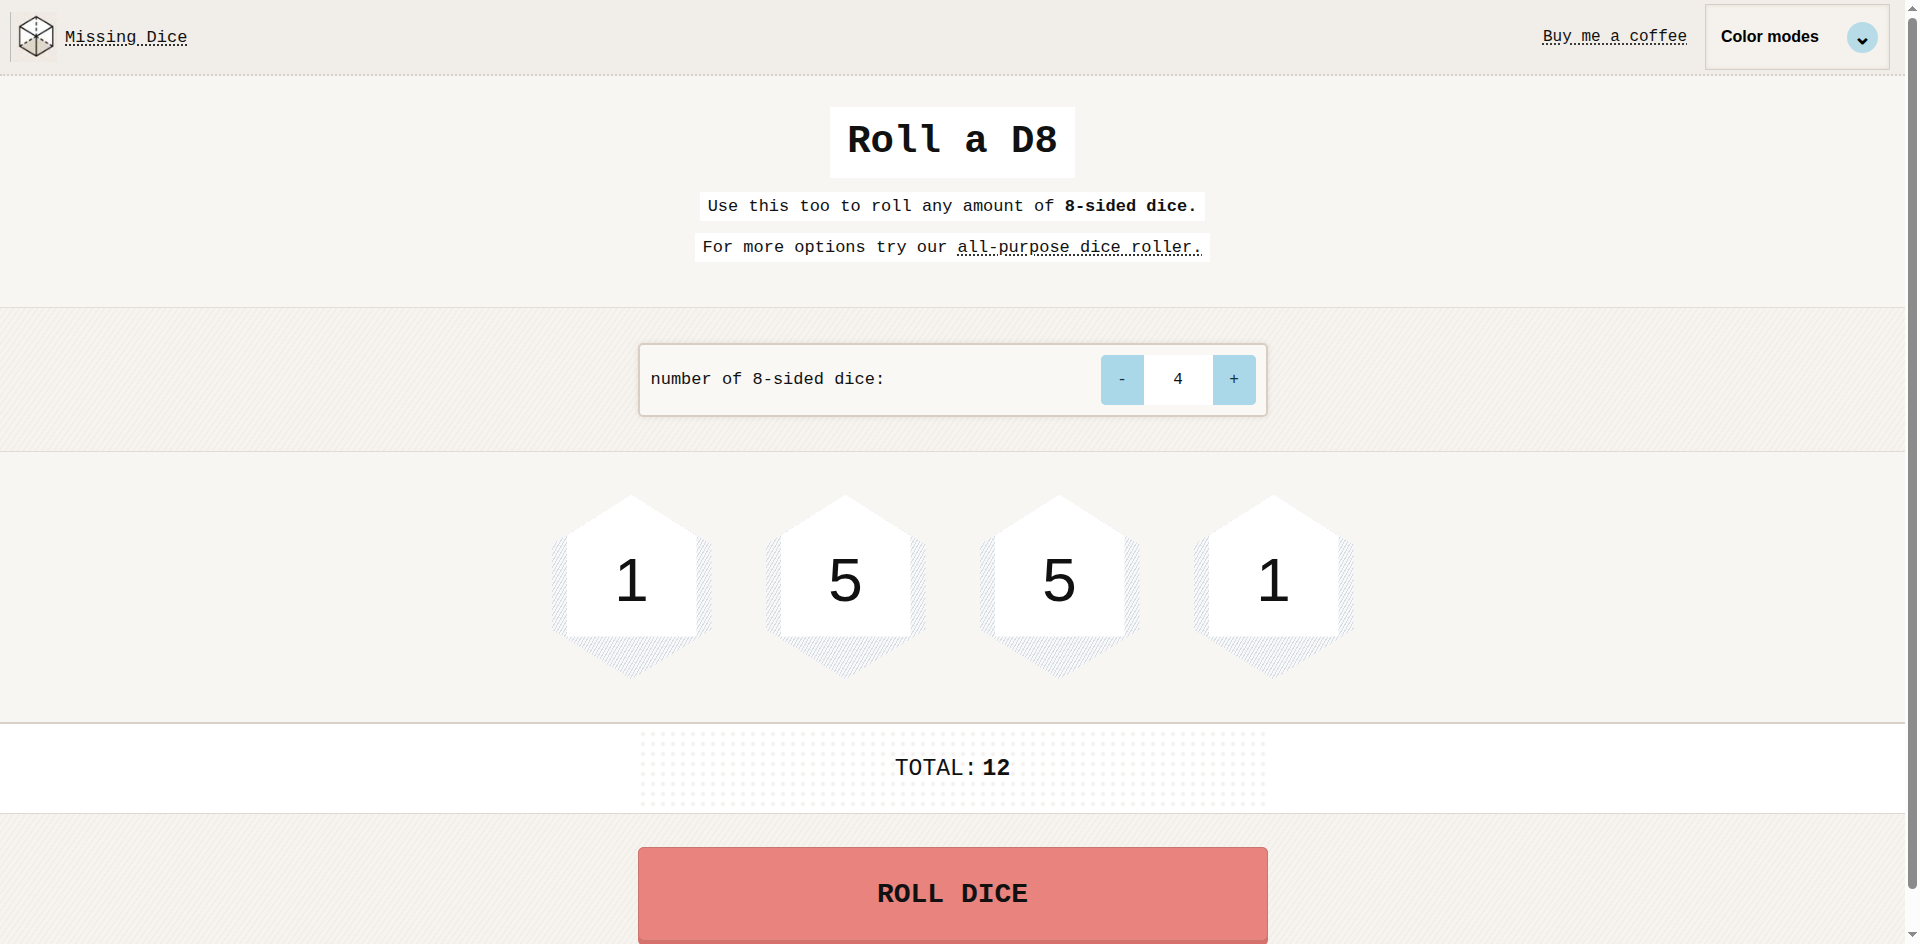 Missing Dice
Buy me a coffee
Color modes
Roll a D8
Use this too to roll any amount of 8-sided dice.
For more options try our all-purpose dice roller.
number of 8-sided dice: - 4 +
1 5 5 1
TOTAL: 12
ROLL DICE